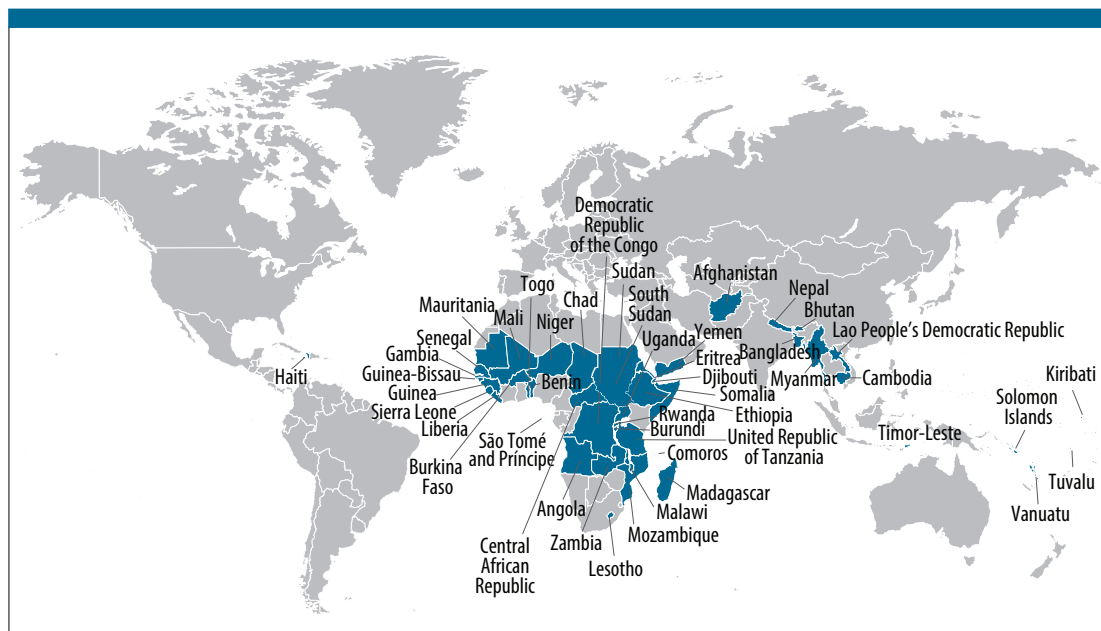 Democratic
Republic
of the Congo
Sudan
South
Sudan
Togo
Chad
Mauritania
Mali
Niger
Uganda
Yemen
Afghanistan
Nepal
Bhutan
Lao People's Democratic Republic
Senegal
Gambia
Guinea-Bissau
Guinea
Sierra Leone
Liberia
Benin
Eritrea
Djibouti
Somalia
Ethiopia
Bangladesh
Myanmar
Cambodia
Haiti
Kiribati
Solomon
Islands
Timor-Leste
Tuvalu
Vanuatu
Rwanda
Burundi
United Republic
of Tanzania
Comoros
São Tomé
and Príncipe
Burkina
Faso
Angola
Madagascar
Malawi
Mozambique
Zambia
Central
African
Republic
Lesotho